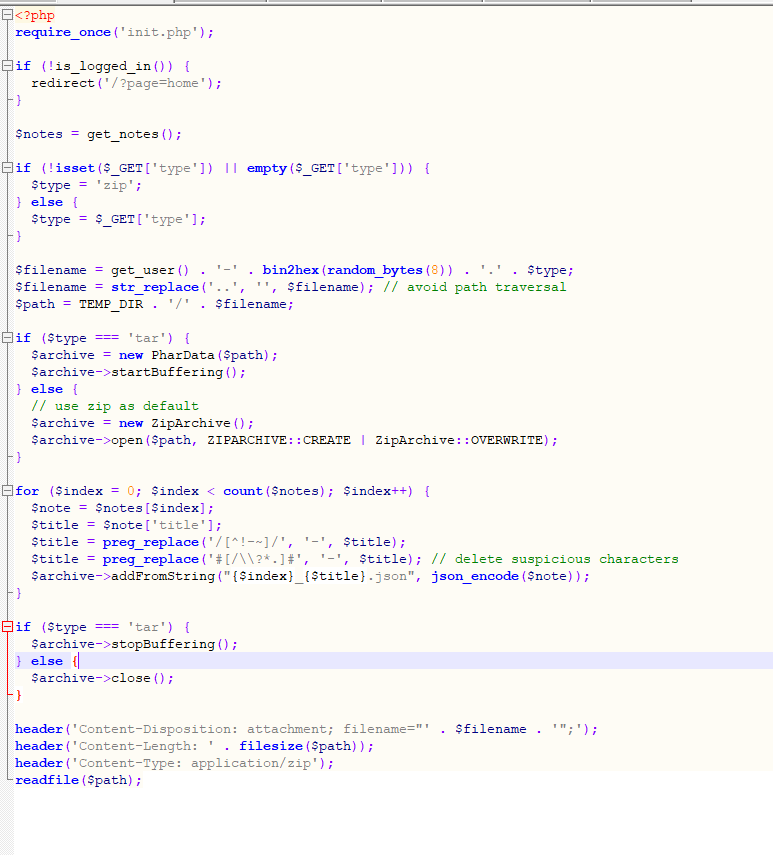 <?php
require_once('init.php');
if (!is_logged_in()) {
redirect('/?page=home');
}
$notes = get_notes();
if (!isset($_GET['type']) || empty($_GET['type'])) {
$type = 'zip';
} else {
$type = $_GET['type'];
}
$filename = get_user() . '-' . bin2hex(random_bytes(8)) . '.' . $type;
$filename = str_replace('..', '', $filename); // avoid path traversal
$path = TEMP_DIR . '/' . $filename;
if ($type === 'tar') {
$archive = new PharData($path);
$archive->startBuffering();
} else {
// use zip as default
$archive = new ZipArchive();
$archive->open($path, ZIPARCHIVE::CREATE | ZipArchive::OVERWRITE);
}
for ($index = 0; $index < count($notes); $index++) {
$note = $notes[$index];
$title = $note['title'];
$title = preg_replace('/[^!-~]/', '-', $title);
$title = preg_replace('#[/\\?*.]#', '-', $title); // delete suspicious characters
$archive->addFromString("{$index}_{$title}.json", json_encode($note));
}
if ($type === 'tar') {
$archive->stopBuffering();
} else {
$archive->close();
}
header('Content-Disposition: attachment; filename="' . $filename . '";');
header('Content-Length: ' . filesize($path));
header('Content-Type: application/zip');
readfile($path);